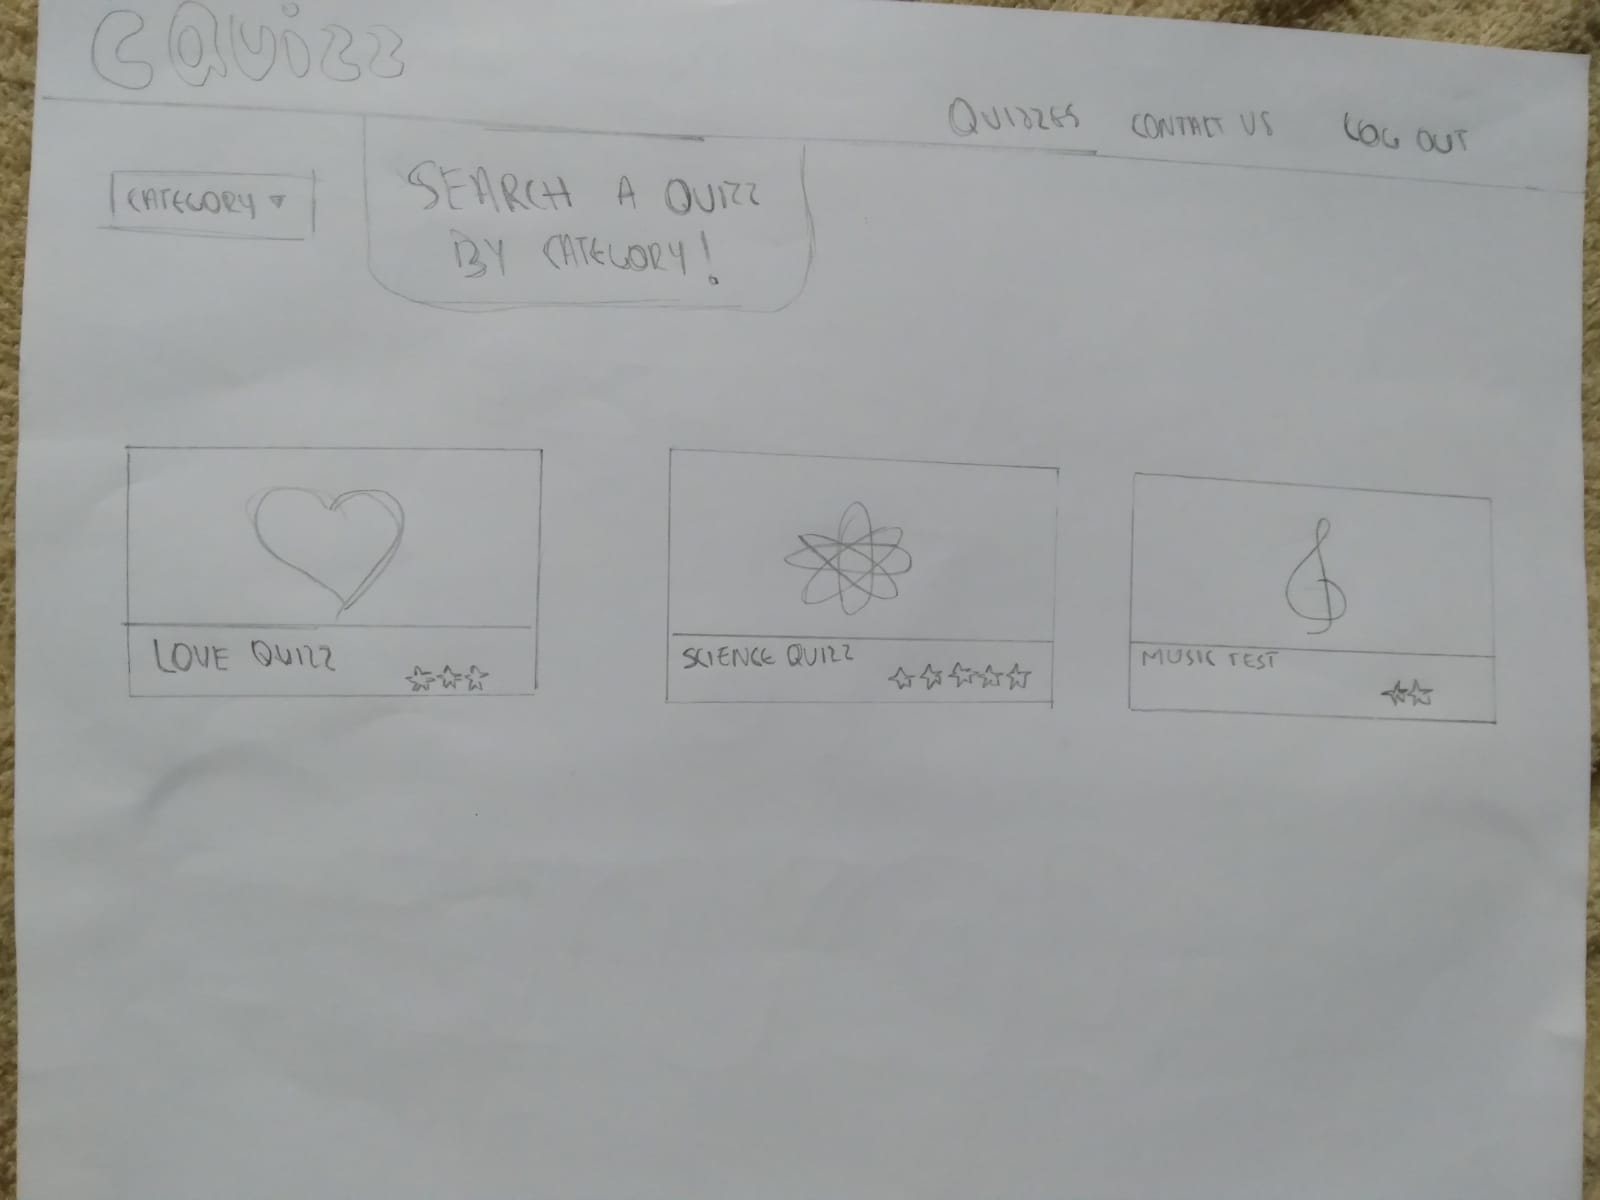 CQUIZZ
QUIZZES CONTACT US LOG OUT
CATEGORY
SEARCH A QUIZZ
BY CATEGORY!
LOVE QUIZZ
SCIENCE QUIZZ
MUSIC TEST